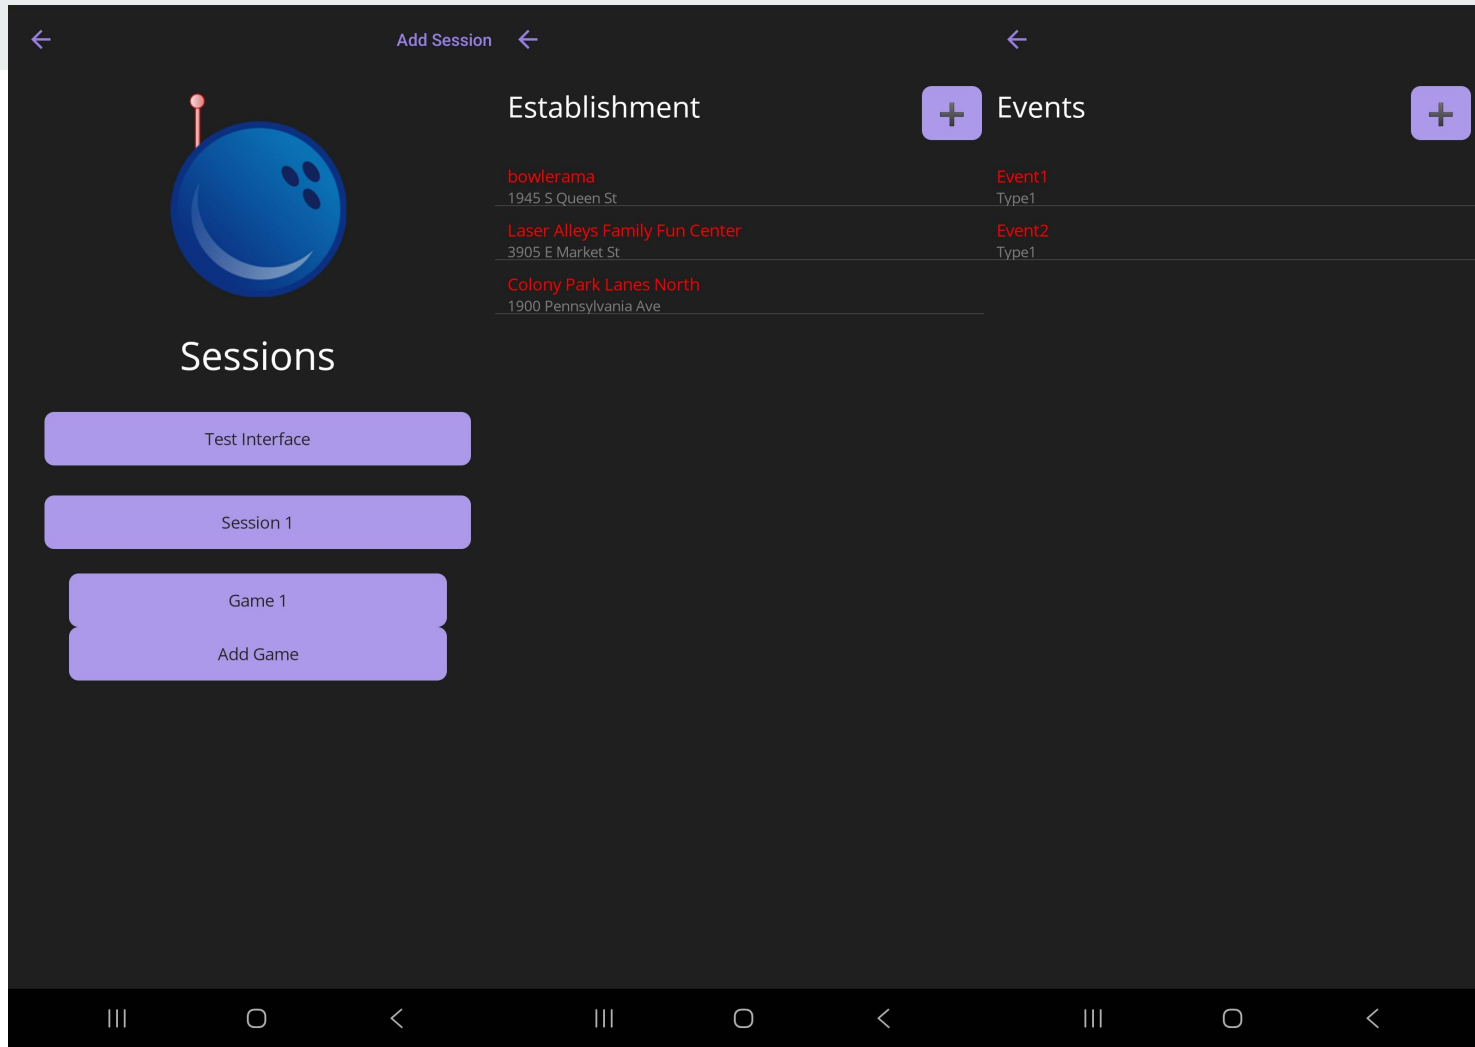 Add Session
Sessions
Test Interface
Session 1
Game 1
Add Game
Establishment
bowlerama
1945 S Queen St
Laser Alleys Family Fun Center
3905 E Market St
Colony Park Lanes North
1900 Pennsylvania Ave
Events
Event1
Type1
Event2
Type1